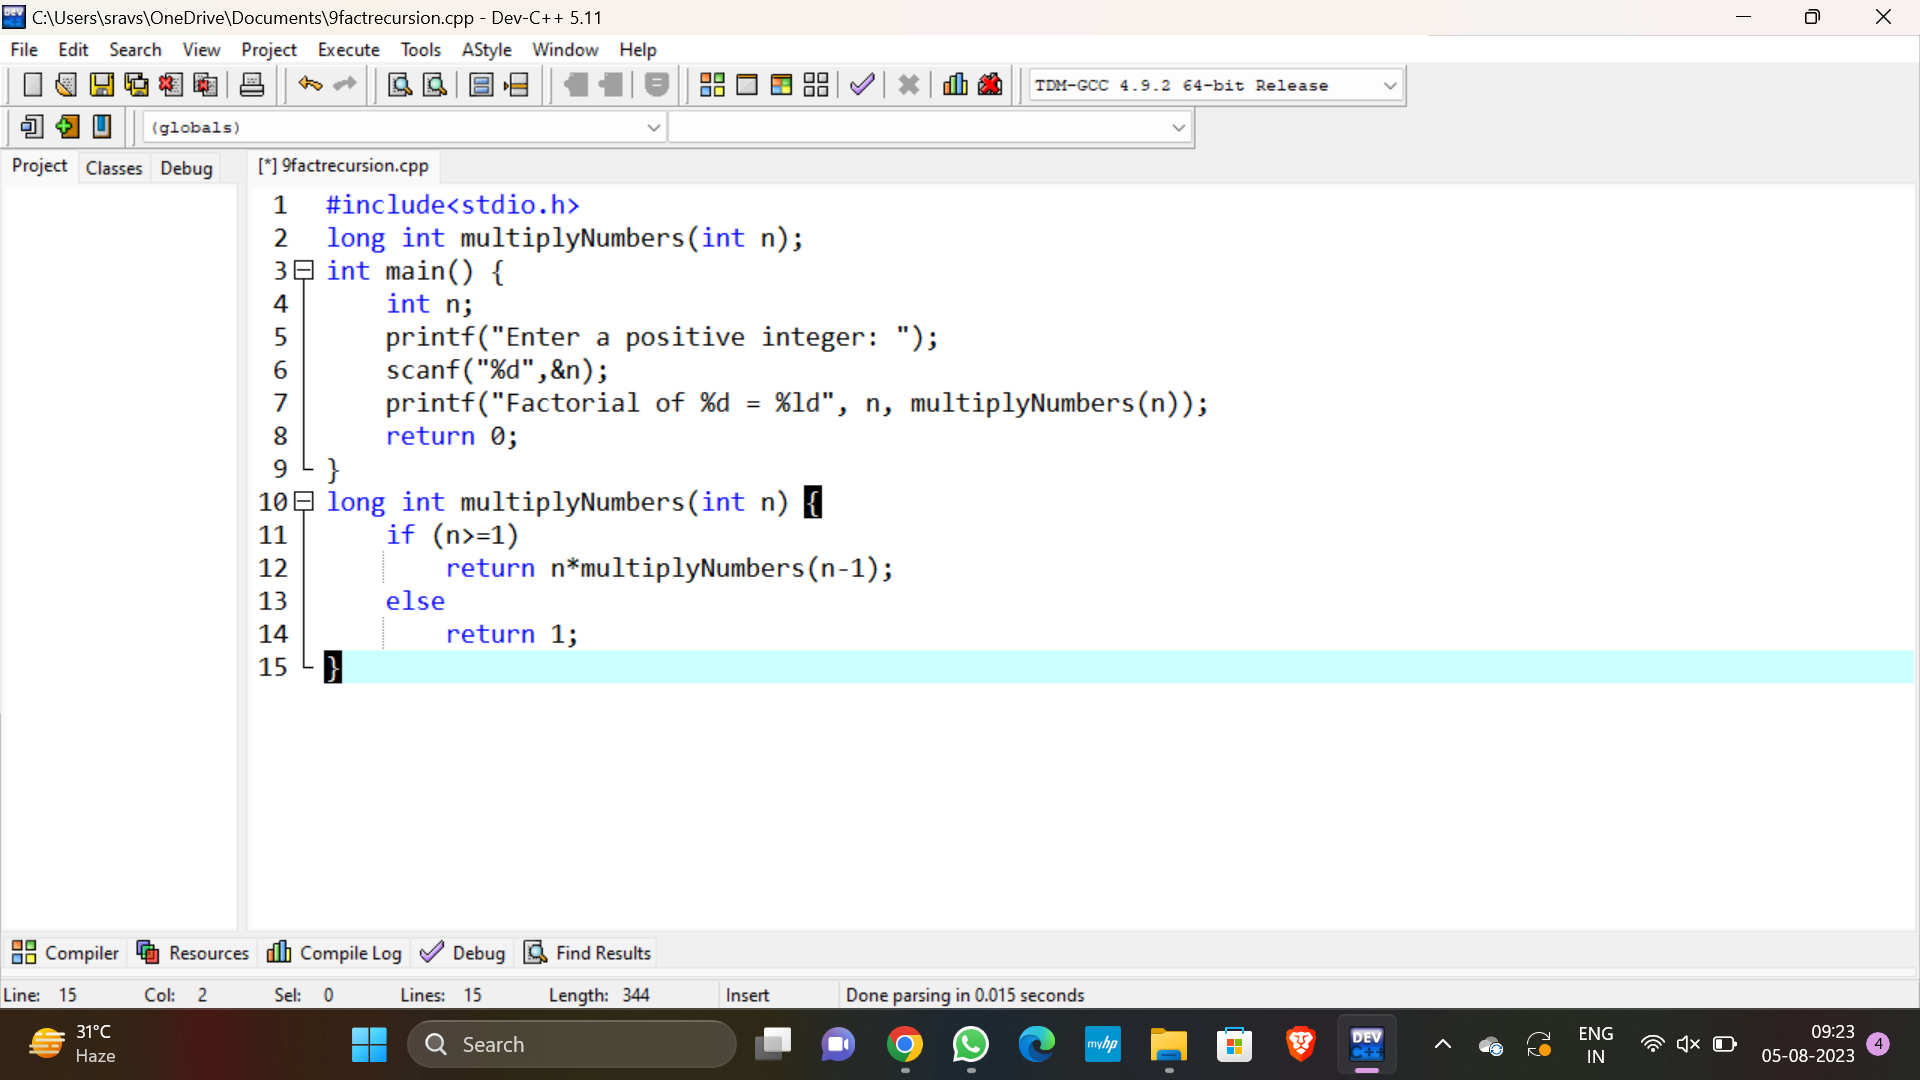 C:\Users\sravs\OneDrive\Documents\9factrecursion.cpp - Dev-C++ 5.11
File Edit Search View Project Execute Tools AStyle Window Help
TDM-GCC 4.9.2 64-bit Release
(globals)
Project Classes Debug [*] 9factrecursion.cpp
1 #include<stdio.h>
2 long int multiplyNumbers(int n);
3 int main() {
4     int n;
5     printf("Enter a positive integer: ");
6     scanf("%d",&n);
7     printf("Factorial of %d = %ld", n, multiplyNumbers(n));
8     return 0;
9 }
10 long int multiplyNumbers(int n) {
11     if (n>=1)
12         return n*multiplyNumbers(n-1);
13     else
14         return 1;
15 }
Compiler Resources Compile Log Debug Find Results
Line: 15 Col: 2 Sel: 0 Lines: 15 Length: 344 Insert Done parsing in 0.015 seconds
31°C
Haze
Search
myhp
DEV
C++
ENG
IN
09:23
05-08-2023
4